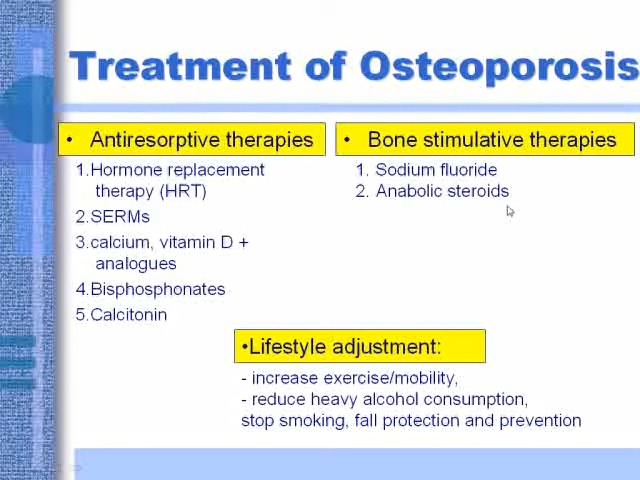 Treatment of Osteoporosis
• Antiresorptive therapies
1.Hormone replacement
therapy (HRT)
2.SERMs
3.calcium, vitamin D +
analogues
4.Bisphosphonates
5.Calcitonin
• Bone stimulative therapies
1. Sodium fluoride
2. Anabolic steroids
•Lifestyle adjustment:
- increase exercise/mobility,
- reduce heavy alcohol consumption,
stop smoking, fall protection and prevention